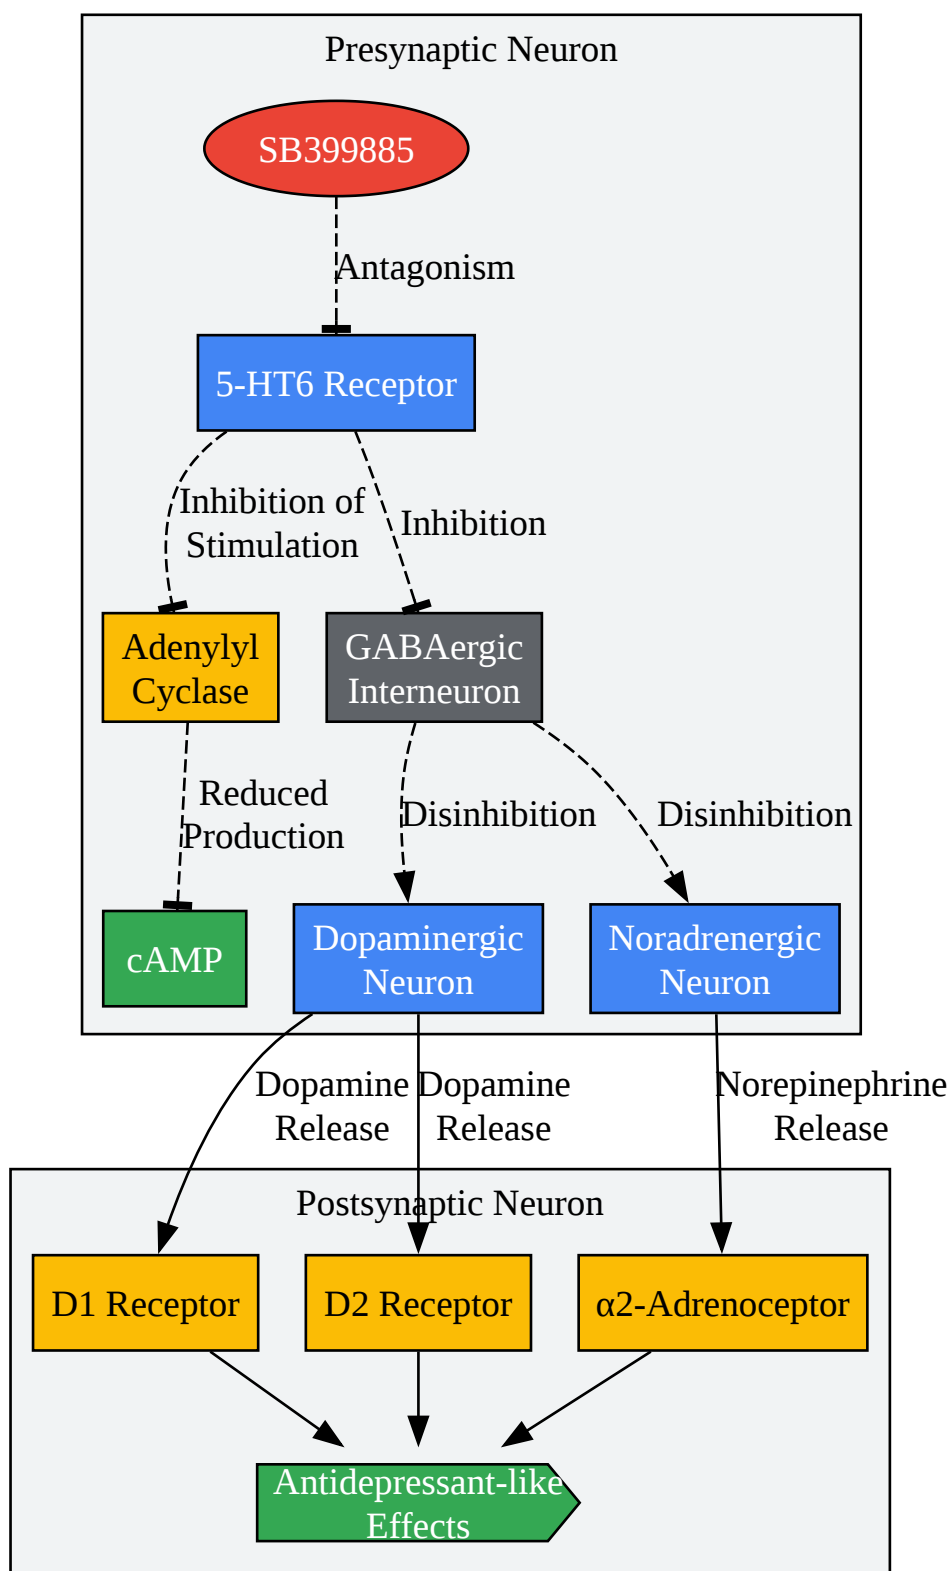 Presynaptic Neuron
SB399885
Antagonism
5-HT6 Receptor
Inhibition of
Stimulation
Inhibition
Adenylyl
Cyclase
GABAergic
Interneuron
Reduced
Production
Disinhibition
Disinhibition
cAMP
Dopaminergic
Neuron
Noradrenergic
Neuron
Dopamine
Release
Dopamine
Release
Norepinephrine
Release
Postsynaptic Neuron
D1 Receptor
D2 Receptor
α2-Adrenoceptor
Antidepressant-like
Effects